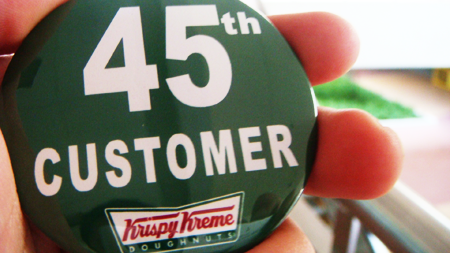 45th
CUSTOMER
Krispy Kreme
DOUGHNUTS